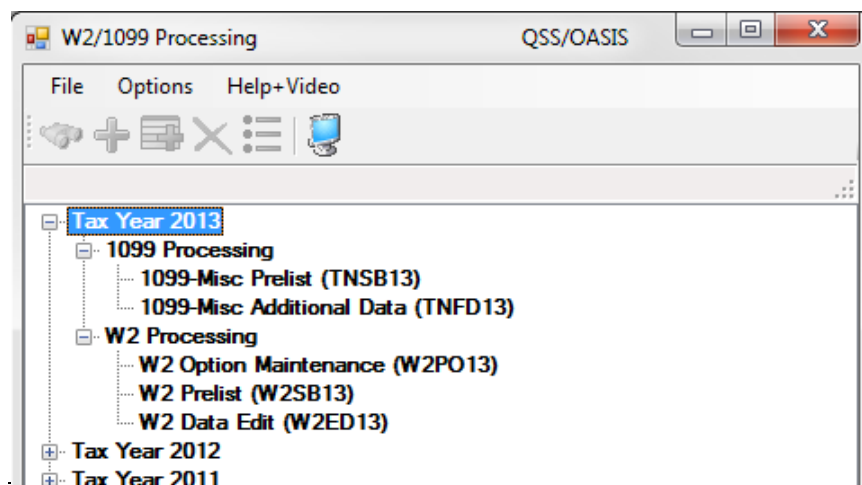 W2/1099 Processing QSS/OASIS
File Options Help+Video
Tax Year 2013
1099 Processing
1099-Misc Prelist (TNSB13)
1099-Misc Additional Data (TNFD13)
W2 Processing
W2 Option Maintenance (W2PO13)
W2 Prelist (W2SB13)
W2 Data Edit (W2ED13)
Tax Year 2012
Tax Year 2011